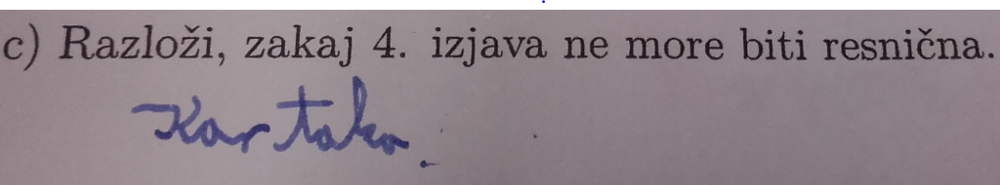 c) Razloži, zakaj 4. izjava ne more biti resnična.
Kar tako.